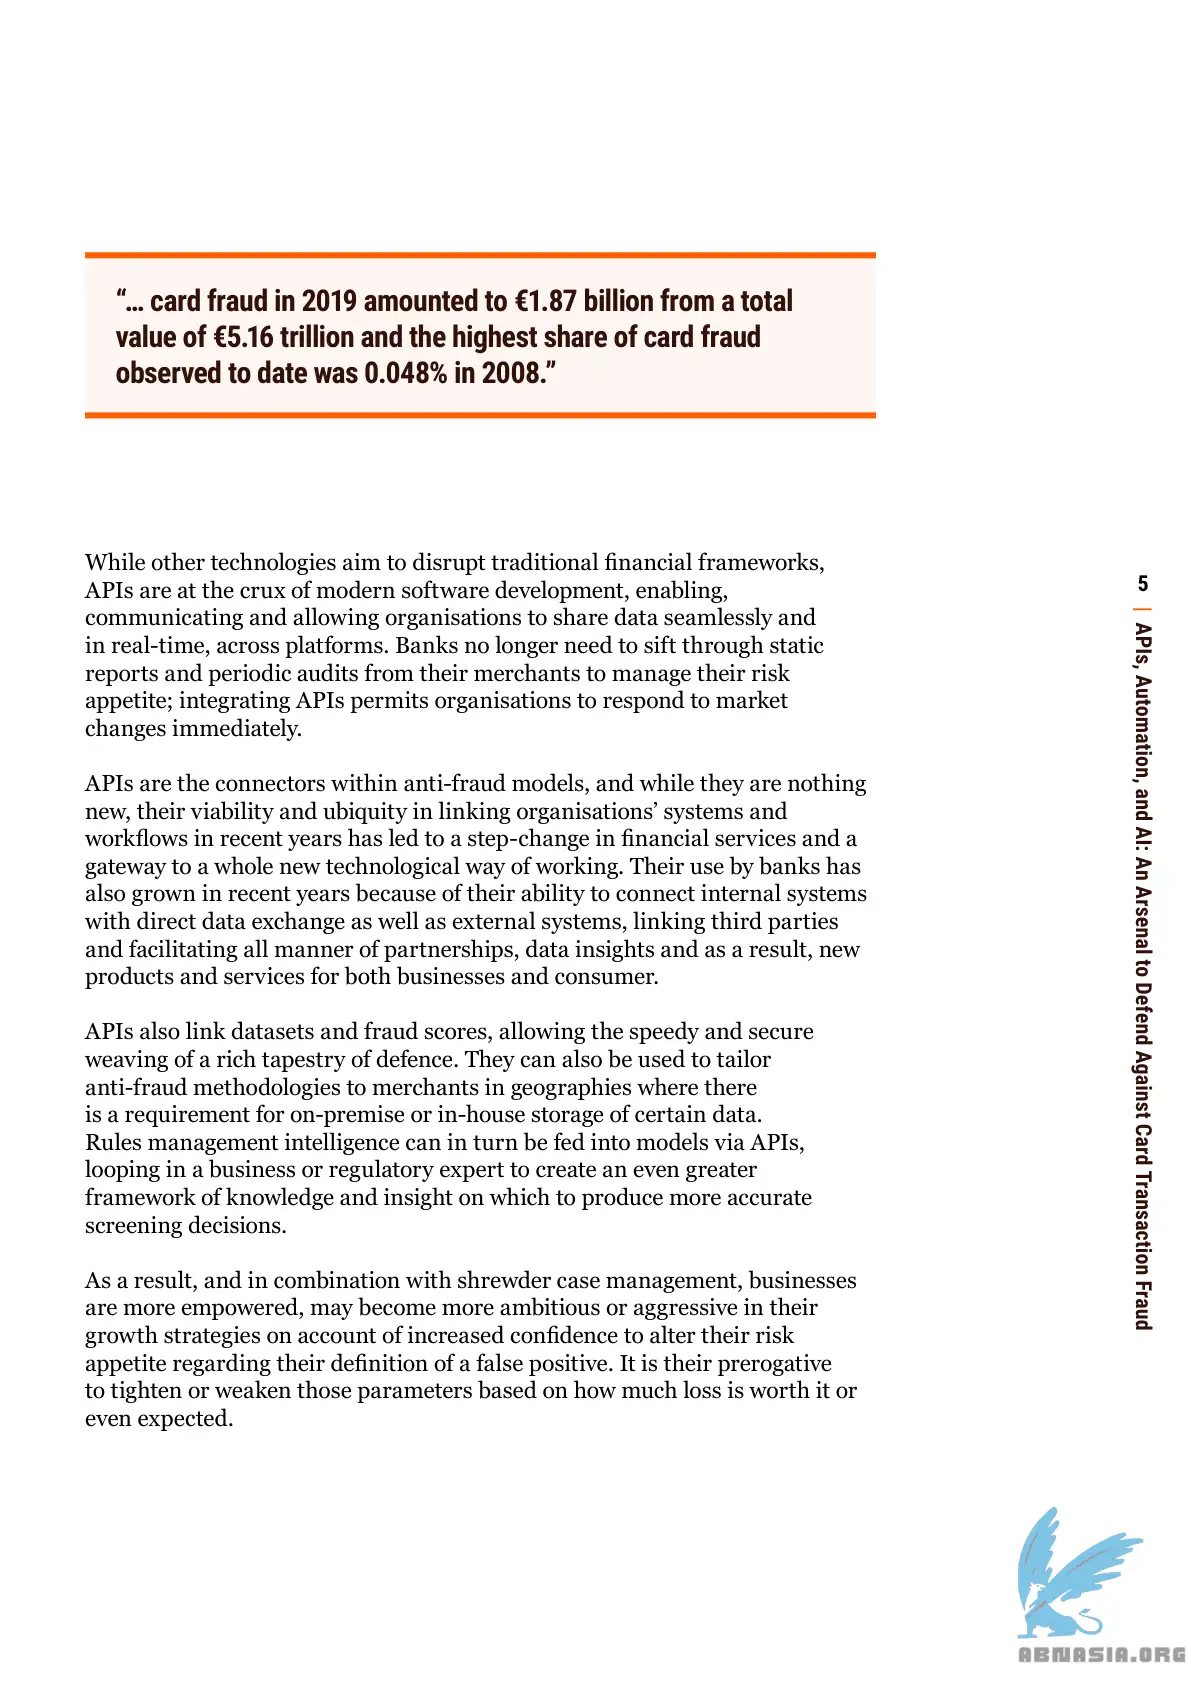 “... card fraud in 2019 amounted to €1.87 billion from a total
value of €5.16 trillion and the highest share of card fraud
observed to date was 0.048% in 2008.”
While other technologies aim to disrupt traditional financial frameworks,
APIs are at the crux of modern software development, enabling,
communicating and allowing organisations to share data seamlessly and
in real-time, across platforms. Banks no longer need to sift through static
reports and periodic audits from their merchants to manage their risk
appetite; integrating APIs permits organisations to respond to market
changes immediately.
APIs are the connectors within anti-fraud models, and while they are nothing
new, their viability and ubiquity in linking organisations’ systems and
workflows in recent years has led to a step-change in financial services and a
gateway to a whole new technological way of working. Their use by banks has
also grown in recent years because of their ability to connect internal systems
with direct data exchange as well as external systems, linking third parties
and facilitating all manner of partnerships, data insights and as a result, new
products and services for both businesses and consumer.
APIs also link datasets and fraud scores, allowing the speedy and secure
weaving of a rich tapestry of defence. They can also be used to tailor
anti-fraud methodologies to merchants in geographies where there
is a requirement for on-premise or in-house storage of certain data.
Rules management intelligence can in turn be fed into models via APIs,
looping in a business or regulatory expert to create an even greater
framework of knowledge and insight on which to produce more accurate
screening decisions.
As a result, and in combination with shrewder case management, businesses
are more empowered, may become more ambitious or aggressive in their
growth strategies on account of increased confidence to alter their risk
appetite regarding their definition of a false positive. It is their prerogative
to tighten or weaken those parameters based on how much loss is worth it or
even expected.
5
APIs, Automation, and AI: An Arsenal to Defend Against Card Transaction Fraud
ABNASIA.ORG